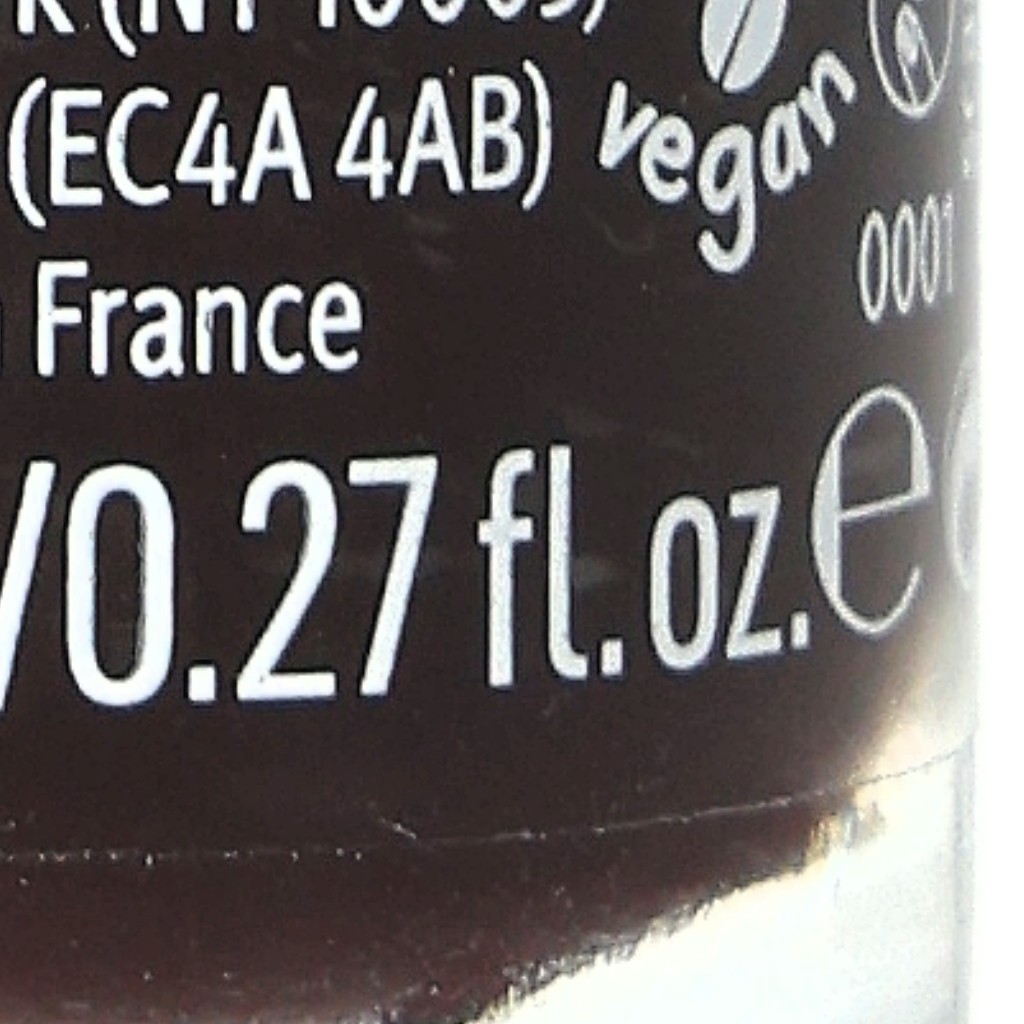 (EC4A 4AB)
vegan
0001
France
/0.27 fl.oz. e